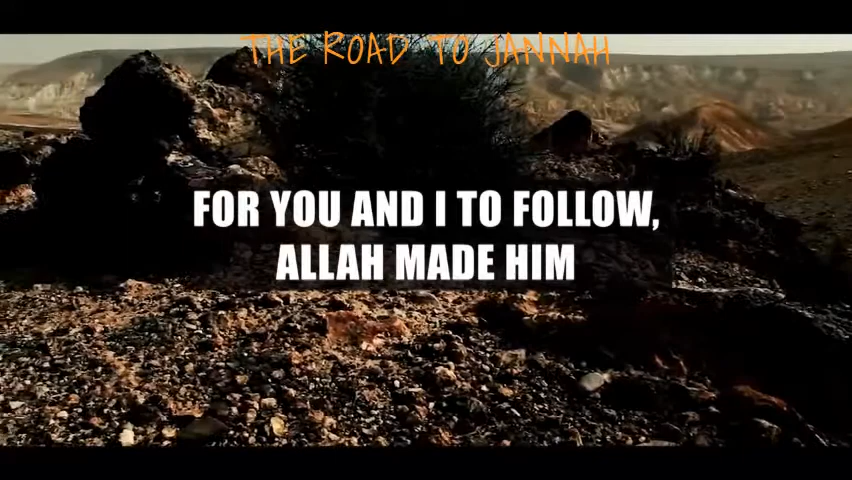 THE ROAD TO JANNAH
FOR YOU AND I TO FOLLOW,
ALLAH MADE HIM